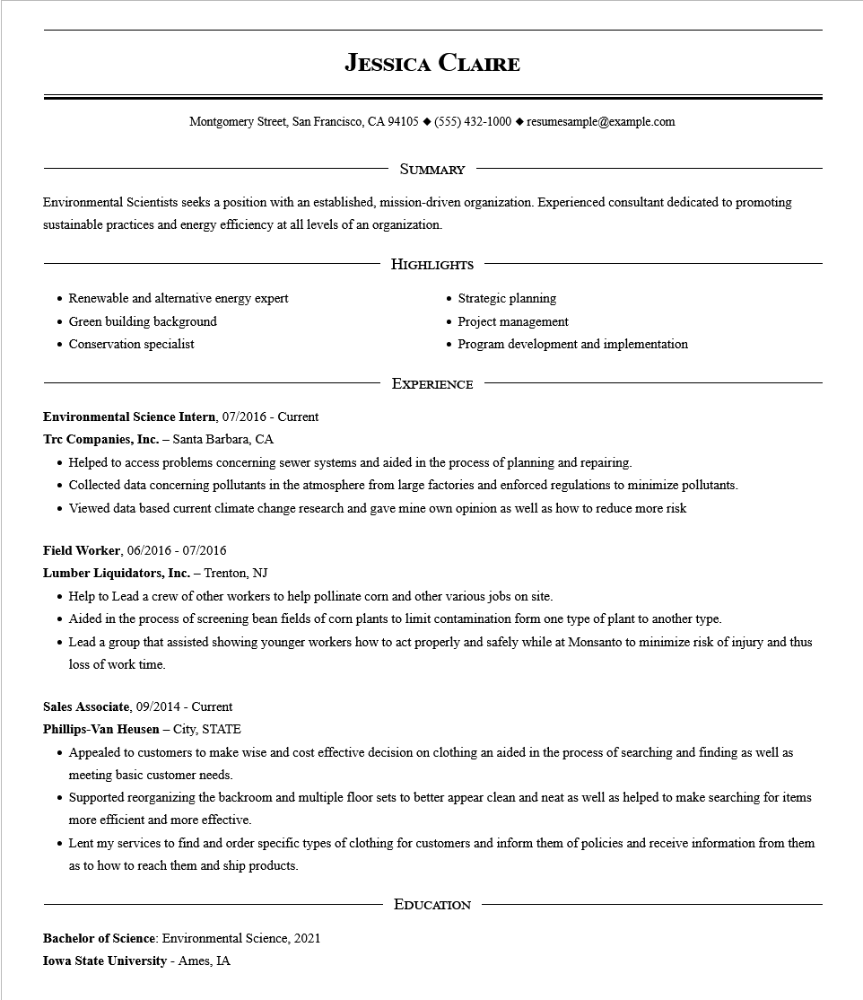 Jessica Claire
Montgomery Street, San Francisco, CA 94105 ◆ (555) 432-1000 ◆ resumesample@example.com
Summary
Environmental Scientists seeks a position with an established, mission-driven organization. Experienced consultant dedicated to promoting
sustainable practices and energy efficiency at all levels of an organization.
Highlights
• Renewable and alternative energy expert
• Green building background
• Conservation specialist
• Strategic planning
• Project management
• Program development and implementation
Experience
Environmental Science Intern, 07/2016 - Current
Trc Companies, Inc. – Santa Barbara, CA
• Helped to access problems concerning sewer systems and aided in the process of planning and repairing.
• Collected data concerning pollutants in the atmosphere from large factories and enforced regulations to minimize pollutants.
• Viewed data based current climate change research and gave mine own opinion as well as how to reduce more risk
Field Worker, 06/2016 - 07/2016
Lumber Liquidators, Inc. – Trenton, NJ
• Help to Lead a crew of other workers to help pollinate corn and other various jobs on site.
• Aided in the process of screening bean fields of corn plants to limit contamination form one type of plant to another type.
• Lead a group that assisted showing younger workers how to act properly and safely while at Monsanto to minimize risk of injury and thus
loss of work time.
Sales Associate, 09/2014 - Current
Phillips-Van Heusen – City, STATE
• Appealed to customers to make wise and cost effective decision on clothing an aided in the process of searching and finding as well as
meeting basic customer needs.
• Supported reorganizing the backroom and multiple floor sets to better appear clean and neat as well as helped to make searching for items
more efficient and more effective.
• Lent my services to find and order specific types of clothing for customers and inform them of policies and receive information from them
as to how to reach them and ship products.
Education
Bachelor of Science: Environmental Science, 2021
Iowa State University - Ames, IA